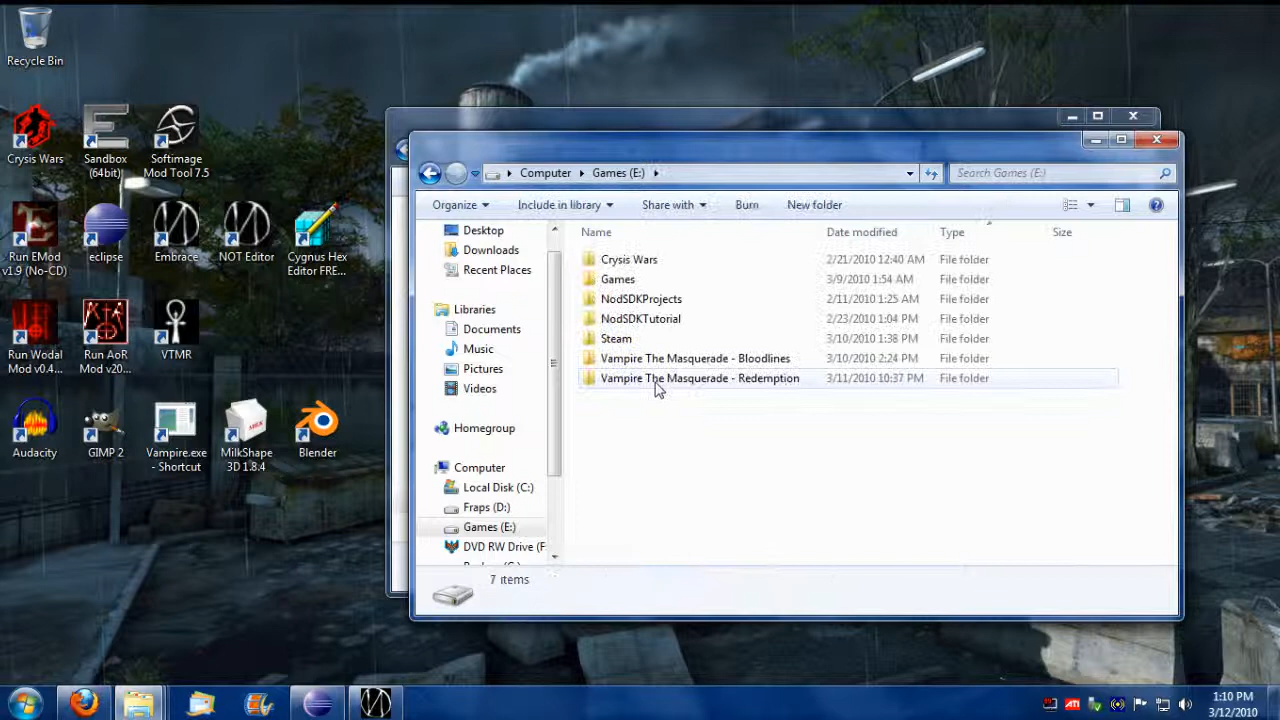 Recycle Bin
Crysis Wars
Sandbox
(64bit)
Softimage
Mod Tool 7.5
Run EMod
v1.9 (No-CD)
eclipse
Embrace
NOT Editor
Cygnus Hex
Editor FRE...
Run Wodal
Mod v0.4...
Run AoR
Mod v20...
VTMR
Audacity
GIMP 2
Vampire.exe
- Shortcut
MILK
MilkShape
3D 1.8.4
Blender
Computer
Games (E:)
Search Games (E:)
Organize
Include in library
Share with
Burn
New folder
Desktop
Downloads
Recent Places
Libraries
Documents
Music
Pictures
Videos
Homegroup
Computer
Local Disk (C:)
Fraps (D:)
Games (E:)
DVD RW Drive (F
Name Date modified Type Size
Crysis Wars 2/21/2010 12:40 AM File folder
Games 3/9/2010 1:54 AM File folder
NodSDKProjects 2/11/2010 1:25 AM File folder
NodSDKTutorial 2/23/2010 1:04 PM File folder
Steam 3/10/2010 1:38 PM File folder
Vampire The Masquerade - Bloodlines 3/10/2010 2:24 PM File folder
Vampire The Masquerade - Redemption 3/11/2010 10:37 PM File folder
7 items
ATI
1:10 PM
3/12/2010